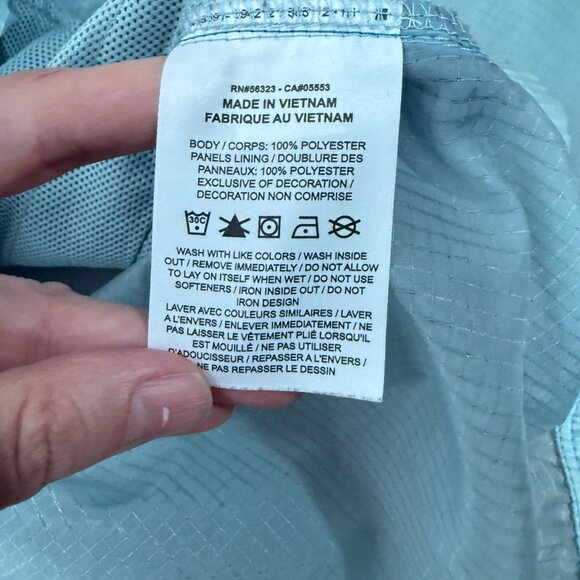 RN#56323 - CA#05553
MADE IN VIETNAM
FABRIQUE AU VIETNAM
BODY / CORPS: 100% POLYESTER
PANELS LINING / DOUBLURE DES
PANNEAUX: 100% POLYESTER
EXCLUSIVE OF DECORATION /
DECORATION NON COMPRISE
30C
WASH WITH LIKE COLORS / WASH INSIDE
OUT / REMOVE IMMEDIATELY / DO NOT ALLOW
TO LAY ON ITSELF WHEN WET / DO NOT USE
SOFTENERS / IRON INSIDE OUT / DO NOT
IRON DESIGN
LAVER AVEC COULEURS SIMILAIRES / LAVER
A L'ENVERS / ENLEVER IMMEDIATEMENT / NE
PAS LAISSER LE VÊTEMENT PLIÉ LORSQU'IL
EST MOUILLÉ / NE PAS UTILISER
D'ADOUCISSEUR / REPASSER A L'ENVERS /
NE PAS REPASSER LE DESSIN